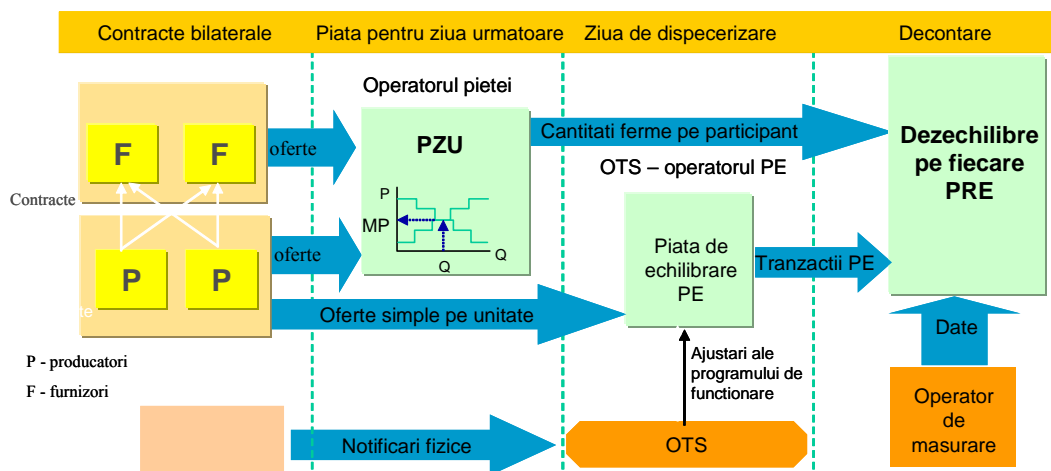 Contracte bilaterale
Piata pentru ziua urmatoare
Ziua de dispecerizare
Decontare
Operatorul pietei
F
F
oferte
PZU
P
MP
Q
Q
Cantitati ferme pe participant
OTS – operatorul PE
Dezechilibre
pe fiecare
PRE
Contracte
P
P
oferte
Piata de
echilibrare
PE
Tranzactii PE
te
Oferte simple pe unitate
Date
P - producatori
F - furnizori
Ajustari ale
programului de
functionare
Operator
de
masurare
Notificari fizice
OTS